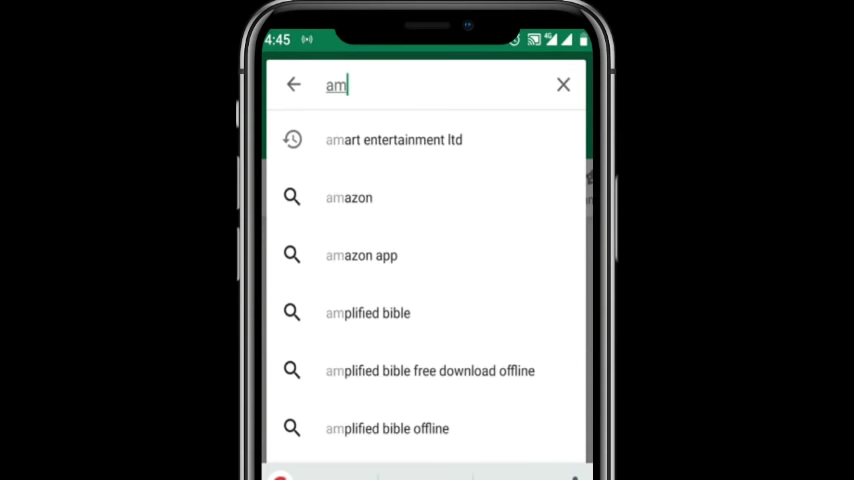 4:45
4G
am
amart entertainment ltd
amazon
amazon app
amplified bible
amplified bible free download offline
amplified bible offline